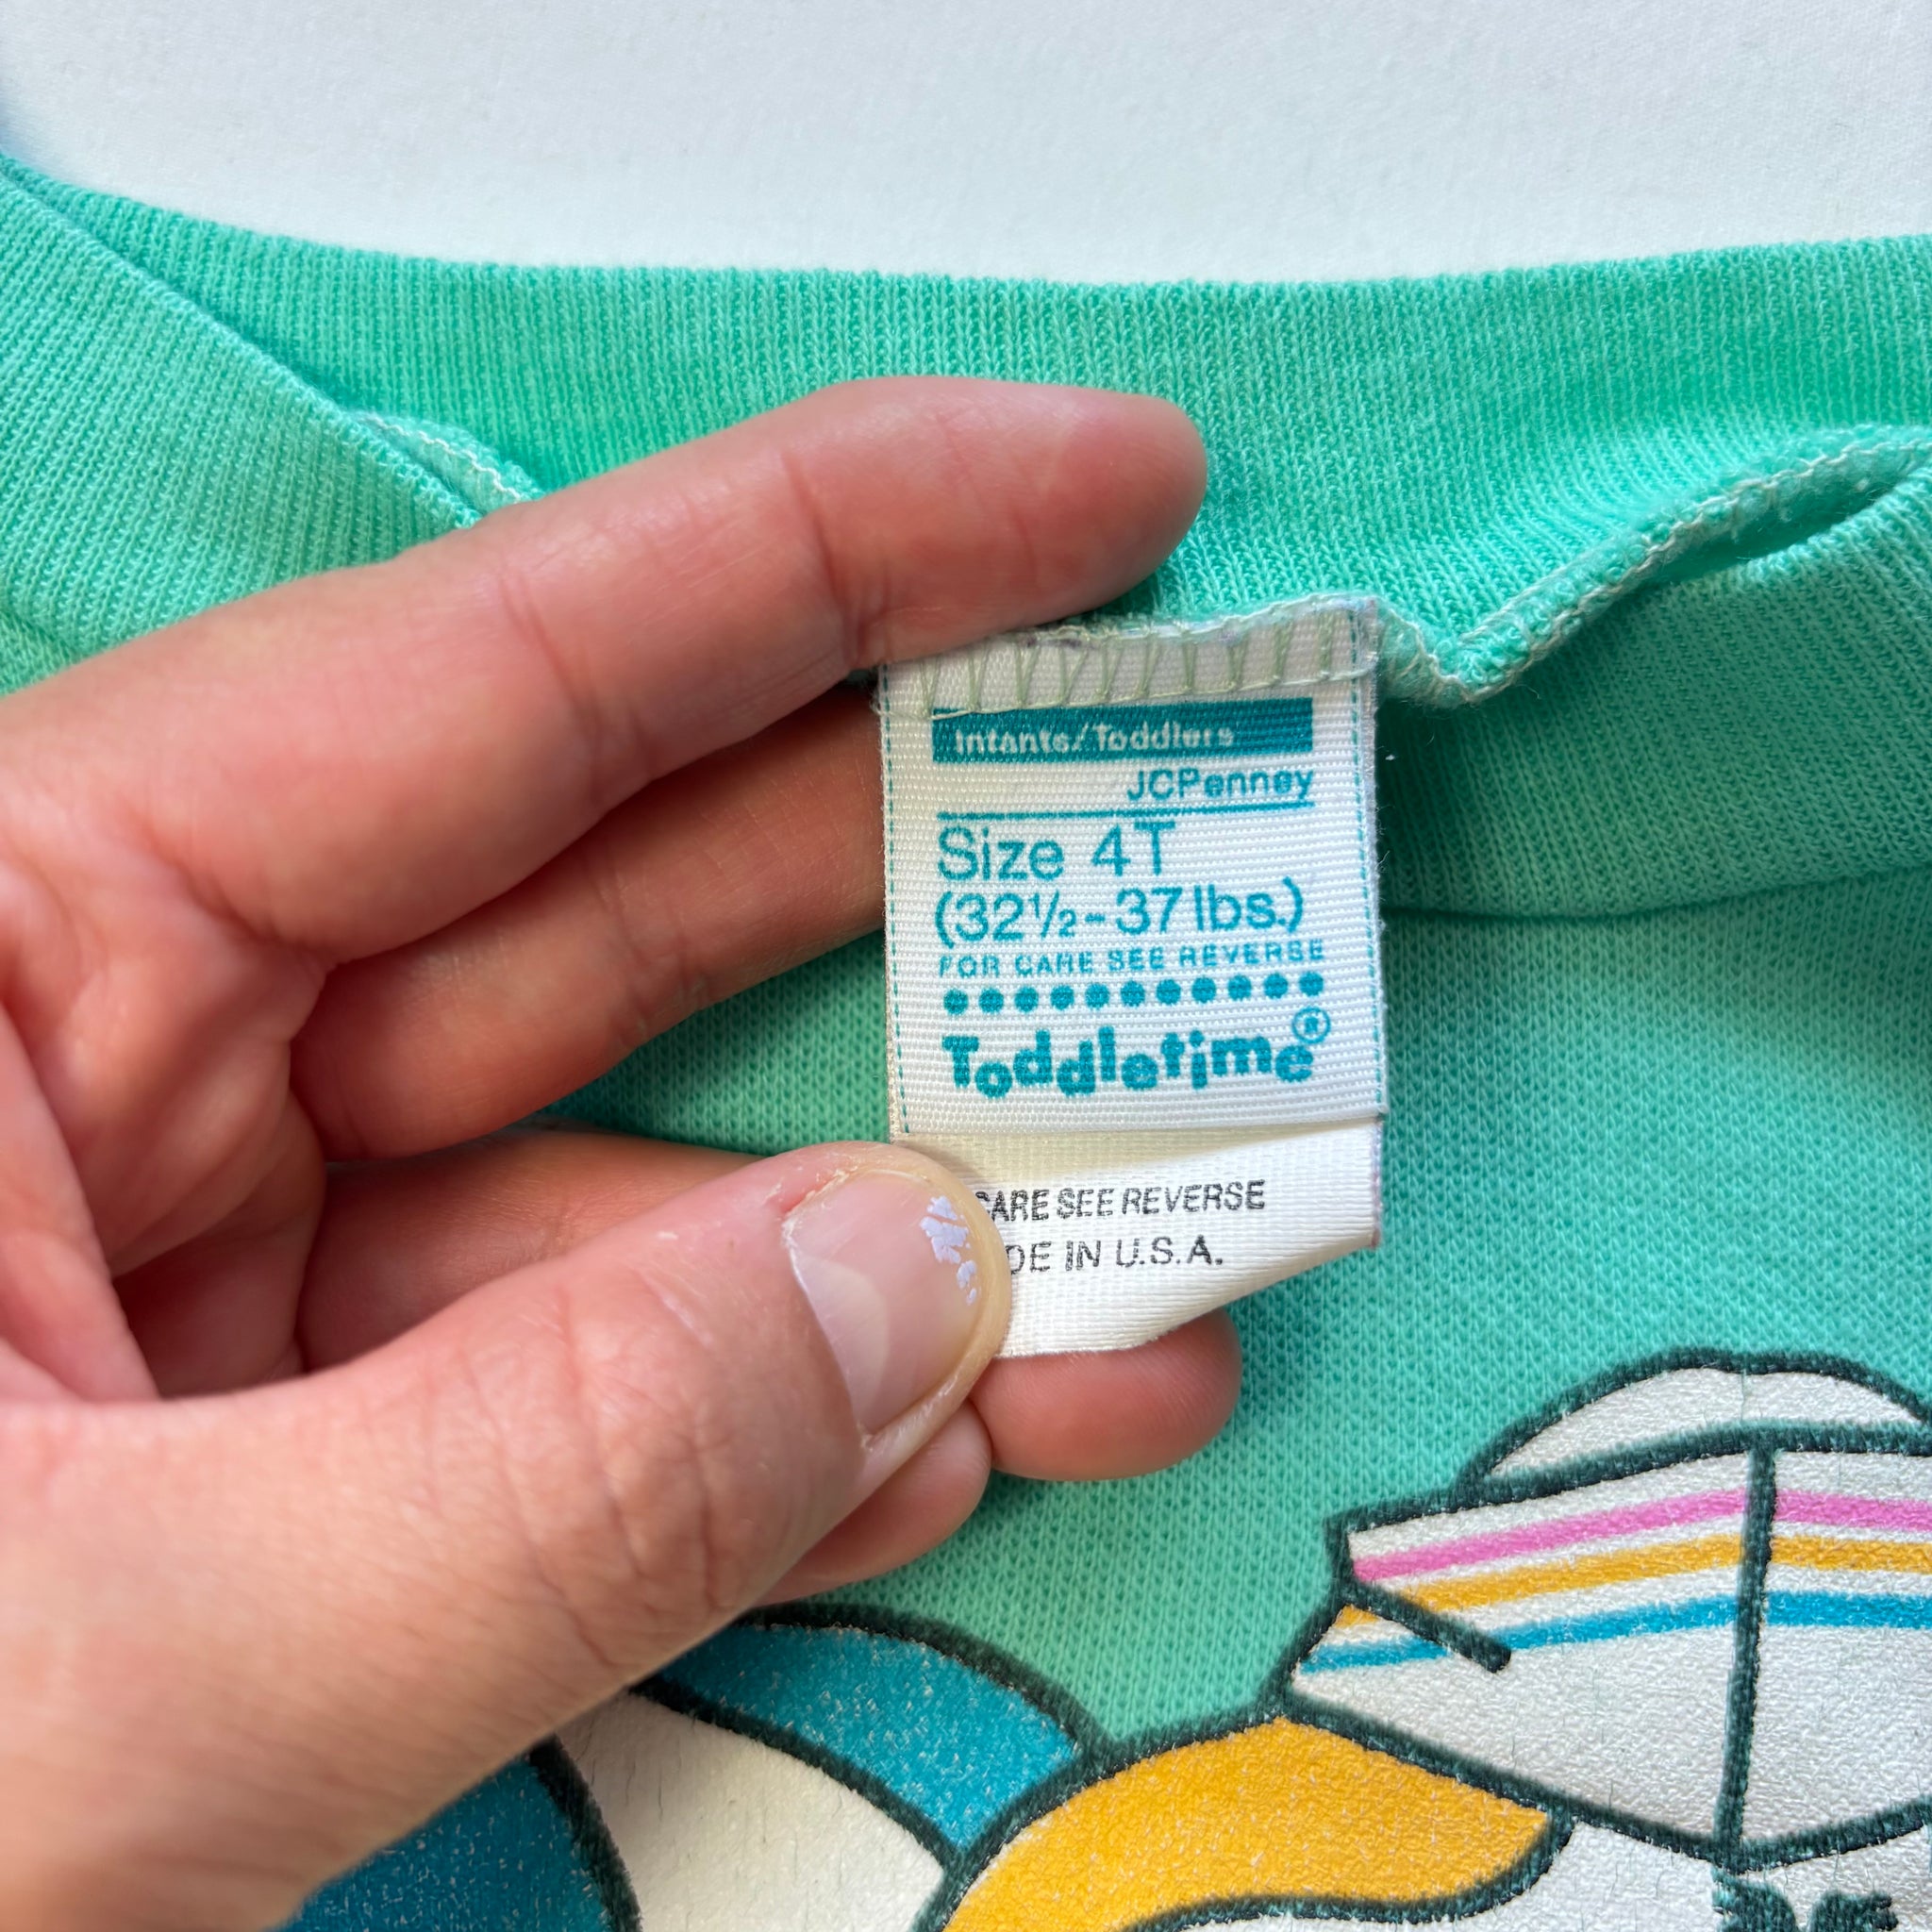 Infants/Toddlers
JCPenney
Size 4T
(32½-37 lbs.)
FOR CARE SEE REVERSE
Toddletime®
CARE SEE REVERSE
DE IN U.S.A.